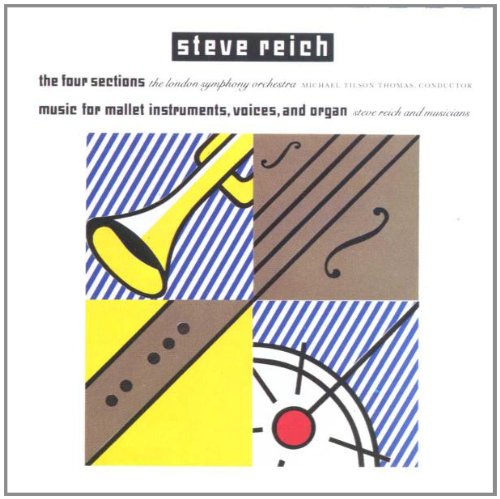 steve reich
the four sections the london symphony orchestra MICHAEL TILSON THOMAS, CONDUCTOR
music for mallet instruments, voices, and organ steve reich and musicians